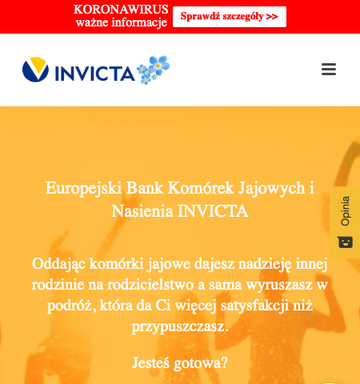 KORONAWIRUS
ważne informacje
Sprawdź szczegóły >>
INVICTA
Opinia
Europejski Bank Komórek Jajowych i
Nasienia INVICTA
Oddając komórki jajowe dajesz nadzieję innej
rodzinie na rodzicielstwo a sama wyruszasz w
podróż, która da Ci więcej satysfakcji niż
przypuszczasz.
Jesteś gotowa?